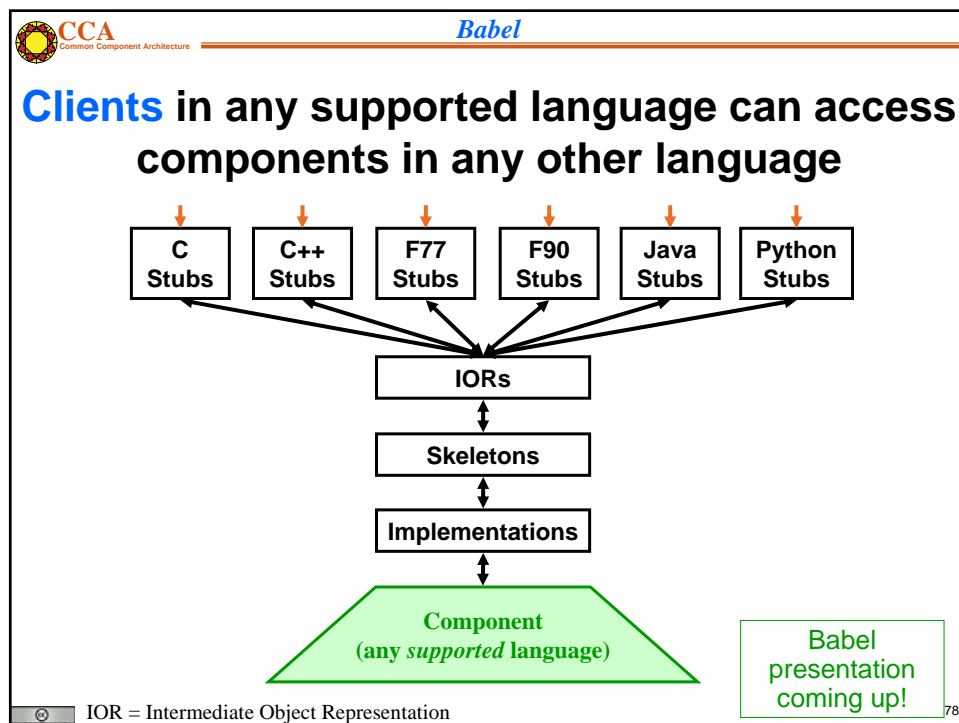 CCA
Common Component Architecture
Babel
Clients in any supported language can access
components in any other language
C
Stubs
C++
Stubs
F77
Stubs
F90
Stubs
Java
Stubs
Python
Stubs
IORs
Skeletons
Implementations
Component
(any supported language)
Babel
presentation
coming up!
cc
IOR = Intermediate Object Representation
78